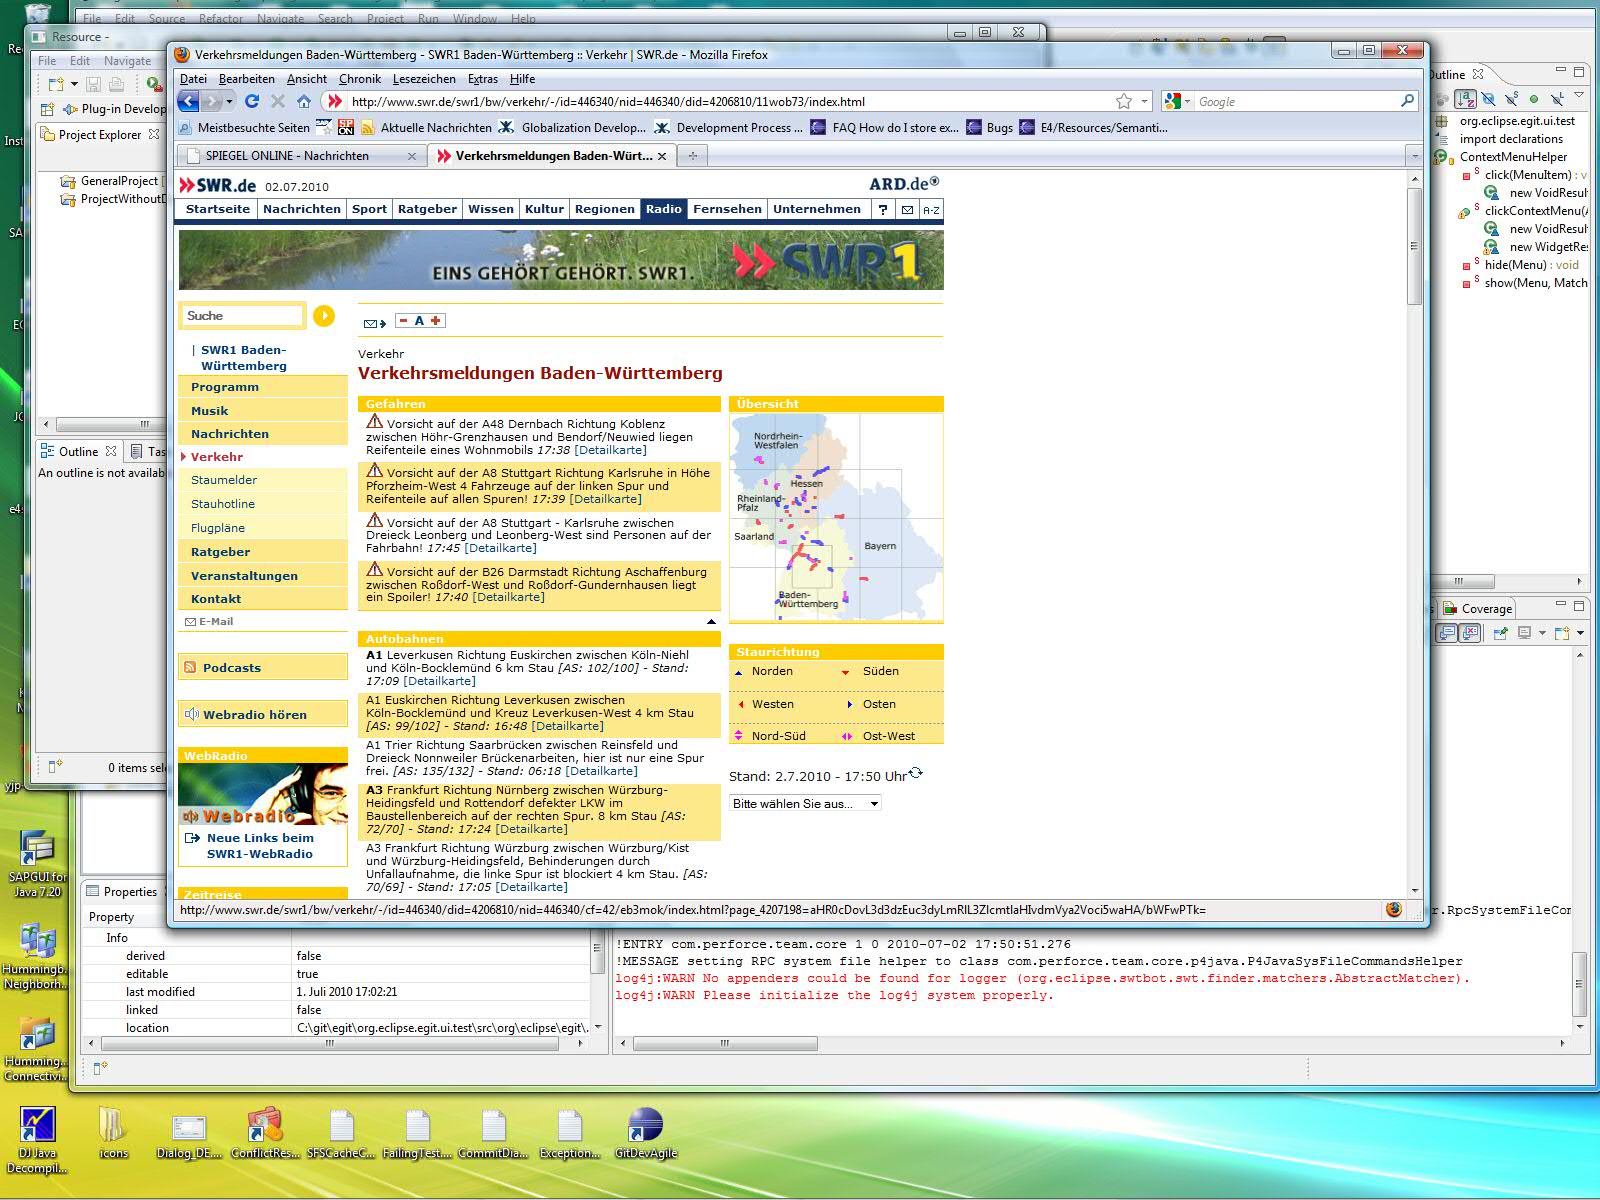 File Edit Source Refactor Navigate Search Project Run Window Help
Resource -
File Edit Navigate
Plug-in Develop
Project Explorer
GeneralProject
ProjectWithoutD
Outline Tas
An outline is not availab
0 items sele
Verkehrsmeldungen Baden-Württemberg - SWR1 Baden-Württemberg :: Verkehr | SWR.de - Mozilla Firefox
Datei Bearbeiten Ansicht Chronik Lesezeichen Extras Hilfe
http://www.swr.de/swr1/bw/verkehr/-/id=446340/nid=446340/did=4206810/11wob73/index.html
Google
Meistbesuchte Seiten Aktuelle Nachrichten Globalization Develop... Development Process ... FAQ How do I store ex... Bugs E4/Resources/Semanti...
SPIEGEL ONLINE - Nachrichten
Verkehrsmeldungen Baden-Würt...
SWR.de 02.07.2010
ARD.de
Startseite Nachrichten Sport Ratgeber Wissen Kultur Regionen Radio Fernsehen Unternehmen ? A-Z
EINS GEHÖRT GEHÖRT. SWR1.
SWR1
Suche
- A +
SWR1 Baden-
Württemberg
Programm
Musik
Nachrichten
Verkehr
Staumelder
Stauhotline
Flugpläne
Ratgeber
Veranstaltungen
Kontakt
E-Mail
Podcasts
Webradio hören
WebRadio
Webradio
Neue Links beim
SWR1-WebRadio
Zeitreise
Verkehr
Verkehrsmeldungen Baden-Württemberg
Gefahren
Vorsicht auf der A48 Dernbach Richtung Koblenz
zwischen Höhr-Grenzhausen und Bendorf/Neuwied liegen
Reifenteile eines Wohnmobils 17:38 [Detailkarte]
Vorsicht auf der A8 Stuttgart Richtung Karlsruhe in Höhe
Pforzheim-West 4 Fahrzeuge auf der linken Spur und
Reifenteile auf allen Spuren! 17:39 [Detailkarte]
Vorsicht auf der A8 Stuttgart - Karlsruhe zwischen
Dreieck Leonberg und Leonberg-West sind Personen auf der
Fahrbahn! 17:45 [Detailkarte]
Vorsicht auf der B26 Darmstadt Richtung Aschaffenburg
zwischen Roßdorf-West und Roßdorf-Gundernhausen liegt
ein Spoiler! 17:40 [Detailkarte]
Autobahnen
A1 Leverkusen Richtung Euskirchen zwischen Köln-Niehl
und Köln-Bocklemünd 6 km Stau [AS: 102/100] - Stand:
17:09 [Detailkarte]
A1 Euskirchen Richtung Leverkusen zwischen
Köln-Bocklemünd und Kreuz Leverkusen-West 4 km Stau
[AS: 99/102] - Stand: 16:48 [Detailkarte]
A1 Trier Richtung Saarbrücken zwischen Reinsfeld und
Dreieck Nonnweiler Brückenarbeiten, hier ist nur eine Spur
frei. [AS: 135/132] - Stand: 06:18 [Detailkarte]
A3 Frankfurt Richtung Nürnberg zwischen Würzburg-
Heidingsfeld und Rottendorf defekter LKW im
Baustellenbereich auf der rechten Spur. 8 km Stau [AS:
72/70] - Stand: 17:24 [Detailkarte]
A3 Frankfurt Richtung Würzburg zwischen Würzburg/Kist
und Würzburg-Heidingsfeld, Behinderungen durch
Unfallaufnahme, die linke Spur ist blockiert 4 km Stau. [AS:
70/69] - Stand: 17:05 [Detailkarte]
Übersicht
Nordrhein-
Westfalen
Hessen
Rheinland-
Pfalz
Saarland
Bayern
Baden-
Württemberg
Staurichtung
Norden Süden
Westen Osten
Nord-Süd Ost-West
Stand: 2.7.2010 - 17:50 Uhr
Bitte wählen Sie aus...
http://www.swr.de/swr1/bw/verkehr/-/id=446340/did=4206810/nid=446340/cf=42/eb3mok/index.html?page_4207198=aHR0cDovL3d3dzEuc3dyLmRlL3ZlcmtlaHIvdmVya2Voci5waHA/bWFwPTk=
utline
org.eclipse.egit.ui.test
import declarations
ContextMenuHelper
click(MenuItem) : v
new VoidResul
clickContextMenu(A
new VoidResul
new WidgetRes
hide(Menu) : void
show(Menu, Match
s Coverage
Properties
Property
Info
derived false
editable true
last modified 1. Juli 2010 17:02:21
linked false
location C:\git\egit\org.eclipse.egit.ui.test\src\org\eclipse\egit\.
r.RpcSystemFileCom
!ENTRY com.perforce.team.core 1 0 2010-07-02 17:50:51.276
!MESSAGE setting RPC system file helper to class com.perforce.team.core.p4java.P4JavaSysFileCommandsHelper
log4j:WARN No appenders could be found for logger (org.eclipse.swtbot.swt.finder.matchers.AbstractMatcher).
log4j:WARN Please initialize the log4j system properly.
SAPGUI for
Java 7.20
Hummingb...
Neighborh...
Humming...
Connectivi...
DJ Java
Decompil...
icons
Dialog_DE....
ConflictRes...
SFSCacheC...
FailingTest....
CommitDia...
Exception...
GitDevAgile